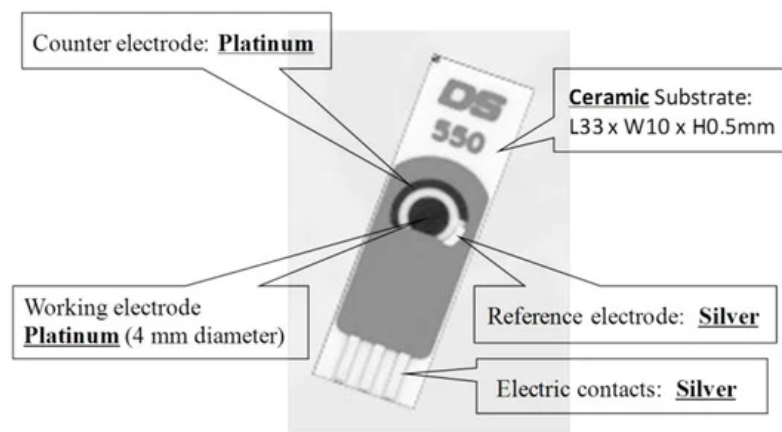 Counter electrode: Platinum
DS
550
Ceramic Substrate:
L33 x W10 x H0.5mm
Working electrode
Platinum (4 mm diameter)
Reference electrode: Silver
Electric contacts: Silver